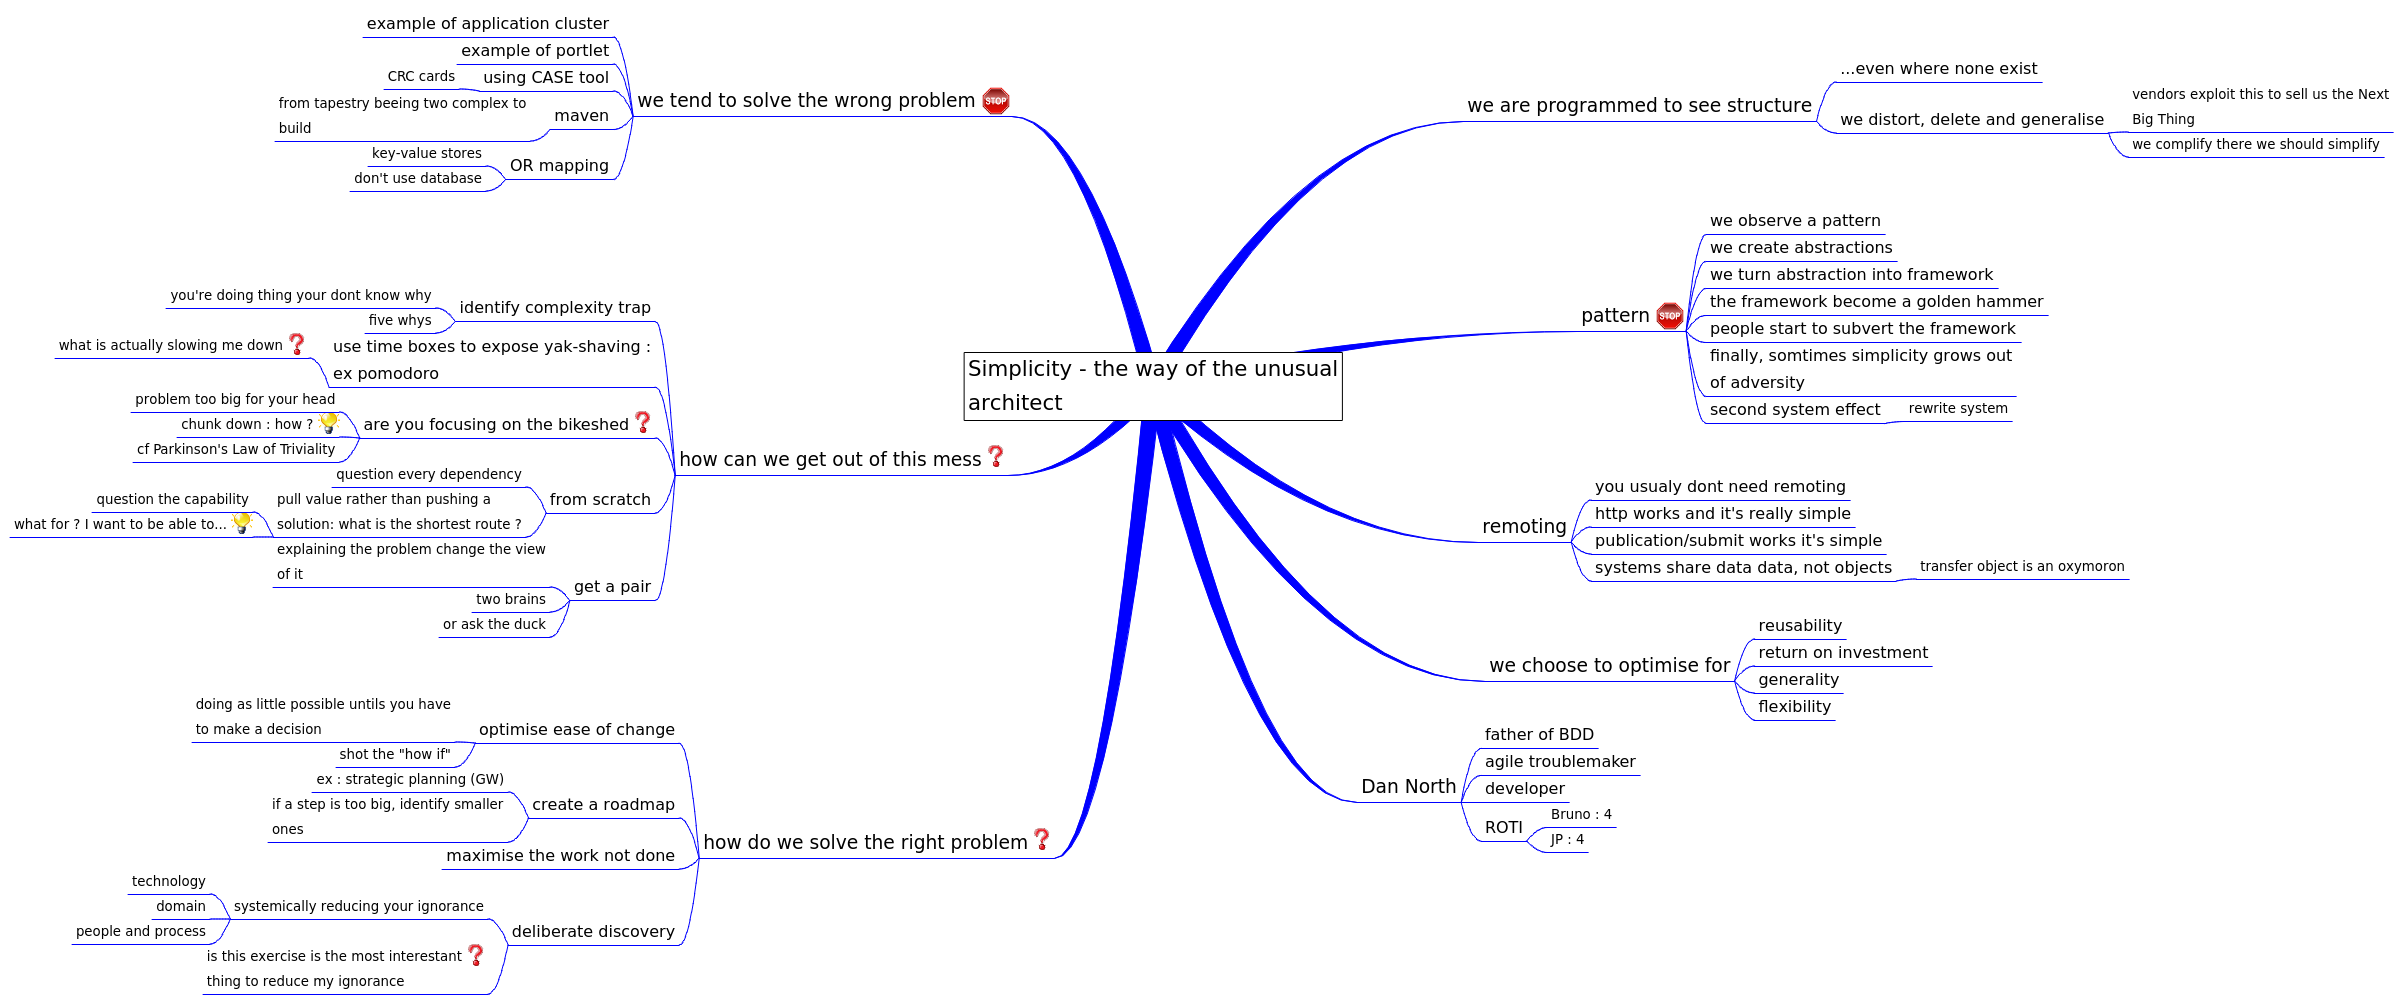 Simplicity - the way of the unusual
architect
we are programmed to see structure
...even where none exist
we distort, delete and generalise
vendors exploit this to sell us the Next
Big Thing
we complify there we should simplify
pattern
STOP
we observe a pattern
we create abstractions
we turn abstraction into framework
the framework become a golden hammer
people start to subvert the framework
finally, somtimes simplicity grows out
of adversity
second system effect
rewrite system
remoting
you usualy dont need remoting
http works and it's really simple
publication/submit works it's simple
systems share data data, not objects
transfer object is an oxymoron
we choose to optimise for
reusability
return on investment
generality
flexibility
Dan North
father of BDD
agile troublemaker
developer
ROTI
Bruno : 4
JP : 4
we tend to solve the wrong problem
STOP
example of application cluster
example of portlet
using CASE tool
CRC cards
maven
from tapestry beeing two complex to
build
OR mapping
key-value stores
don't use database
how can we get out of this mess
identify complexity trap
you're doing thing your dont know why
five whys
use time boxes to expose yak-shaving :
ex pomodoro
what is actually slowing me down
are you focusing on the bikeshed
problem too big for your head
chunk down : how ?
cf Parkinson's Law of Triviality
from scratch
question every dependency
pull value rather than pushing a
solution: what is the shortest route ?
question the capability
what for ? I want to be able to...
get a pair
explaining the problem change the view
of it
two brains
or ask the duck
how do we solve the right problem
optimise ease of change
doing as little possible untils you have
to make a decision
shot the "how if"
create a roadmap
ex : strategic planning (GW)
if a step is too big, identify smaller
ones
maximise the work not done
deliberate discovery
systemically reducing your ignorance
technology
domain
people and process
is this exercise is the most interestant
thing to reduce my ignorance